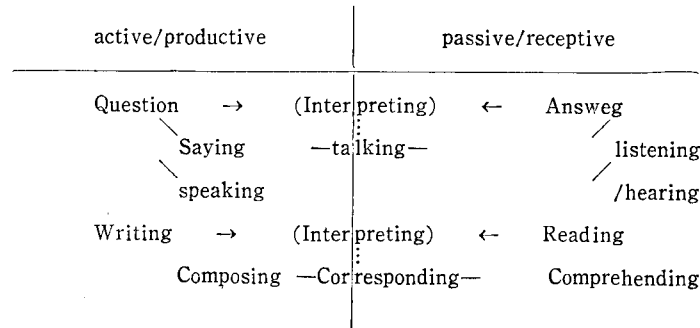 active/productive passive/receptive
Question → (Interpreting) ← Answeg
Saying —talking— listening
speaking /hearing
Writing → (Interpreting) ← Reading
Composing —Corresponding— Comprehending